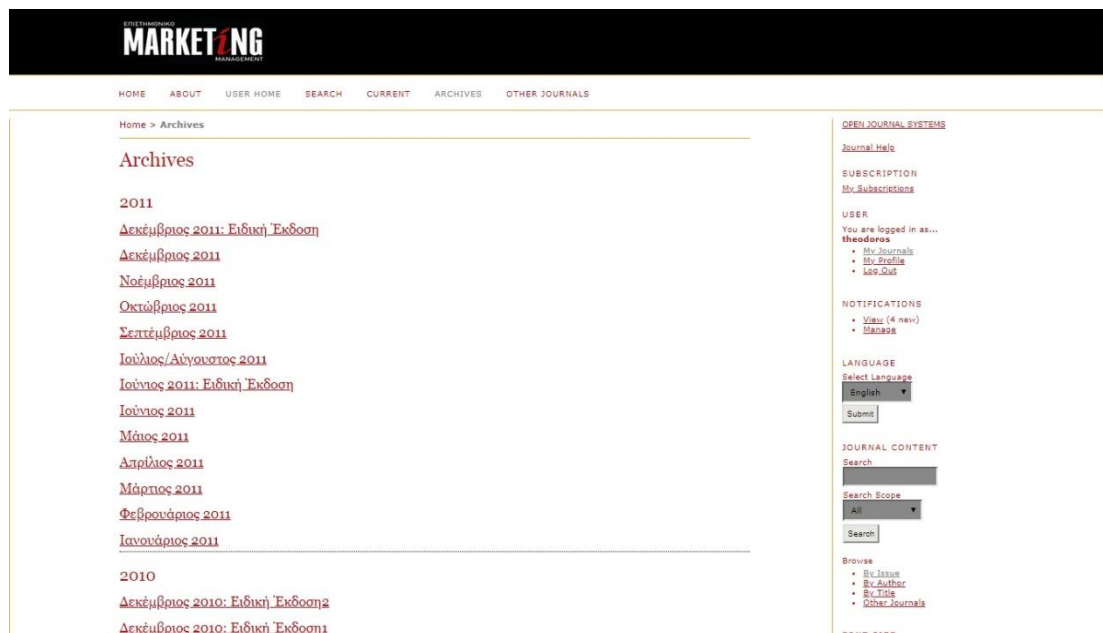 ΕΠΙΣΤΗΜΟΝΙΚΟ
MARKETiNG
MANAGEMENT
HOME ABOUT USER HOME SEARCH CURRENT ARCHIVES OTHER JOURNALS
Home > Archives
Archives
2011
Δεκέμβριος 2011: Ειδική Έκδοση
Δεκέμβριος 2011
Νοέμβριος 2011
Οκτώβριος 2011
Σεπτέμβριος 2011
Ιούλιος/Αύγουστος 2011
Ιούνιος 2011: Ειδική Έκδοση
Ιούνιος 2011
Μάιος 2011
Απρίλιος 2011
Μάρτιος 2011
Φεβρουάριος 2011
Ιανουάριος 2011
2010
Δεκέμβριος 2010: Ειδική Έκδοση2
Δεκέμβριος 2010: Ειδική Έκδοση1
OPEN JOURNAL SYSTEMS
Journal Help
SUBSCRIPTION
My Subscriptions
USER
You are logged in as...
theodoros
My Journals
My Profile
Log Out
NOTIFICATIONS
View (4 new)
Manage
LANGUAGE
Select Language
English
Submit
JOURNAL CONTENT
Search
Search Scope
All
Search
Browse
By Issue
By Author
By Title
Other Journals